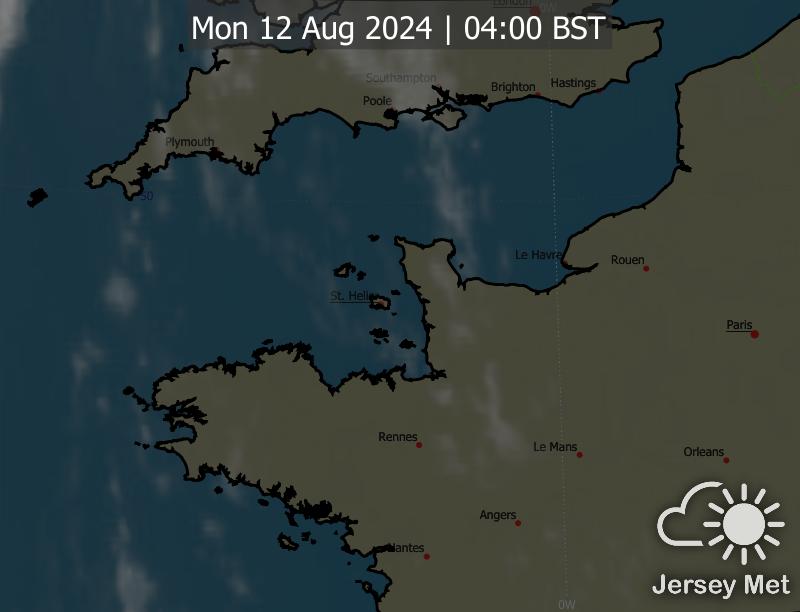 London
0W
Mon 12 Aug 2024 | 04:00 BST
Southampton
Brighton
Hastings
Poole
Plymouth
50
Le Havre
Rouen
St. Helier
Paris
Rennes
Le Mans
Orleans
Angers
Nantes
Jersey Met
0W